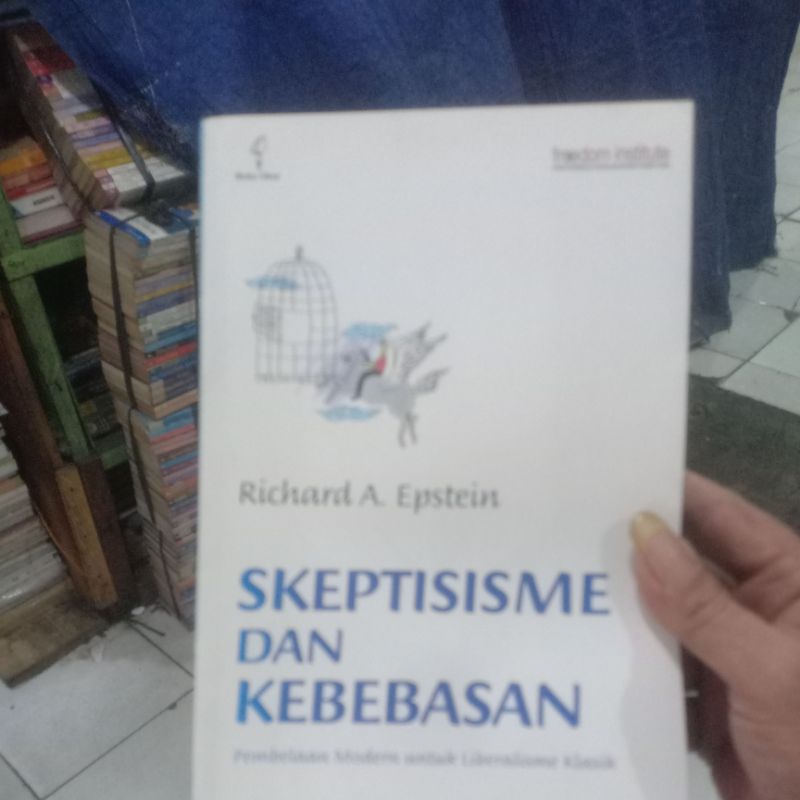 freedom institute
Richard A. Epstein
SKEPTISISME
DAN
KEBEBASAN
Pembelaan Modern untuk Liberalisme Klasik